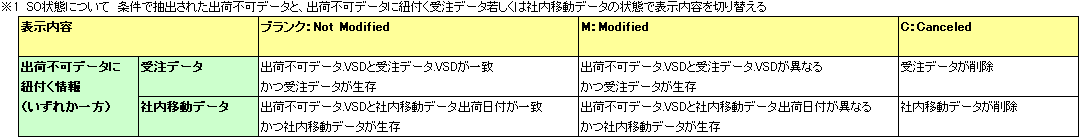 ※1 SO状態について 条件で抽出された出荷不可データと、出荷不可データに紐付く受注データ若しくは社内移動データの状態で表示内容を切り替える
表示内容
ブランク：Not Modified
M：Modified
C：Canceled
出荷不可データに
紐付く情報
（いずれか一方）
受注データ
出荷不可データ.VSDと受注データ.VSDが一致
かつ受注データが生存
出荷不可データ.VSDと受注データ.VSDが異なる
かつ受注データが生存
受注データが削除
社内移動データ
出荷不可データ.VSDと社内移動データ出荷日付が一致
かつ社内移動データが生存
出荷不可データ.VSDと社内移動データ出荷日付が異なる
かつ社内移動データが生存
社内移動データが削除